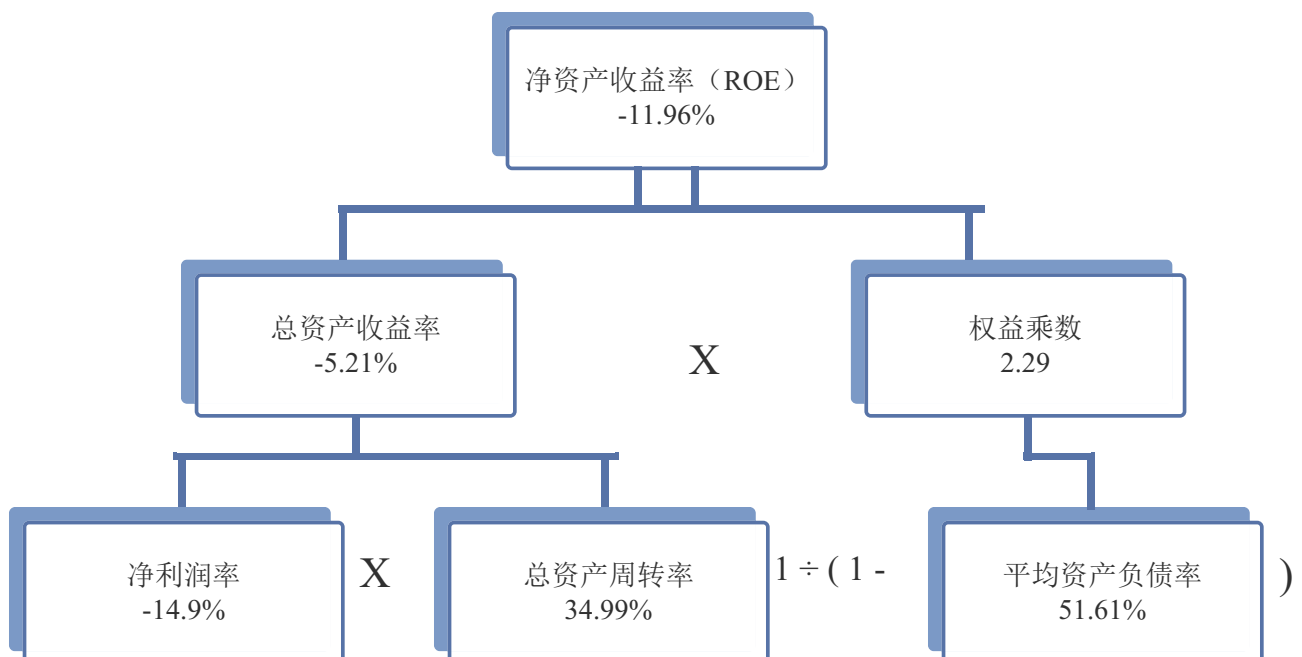 净资产收益率（ROE）
-11.96%
总资产收益率
-5.21%
X
权益乘数
2.29
净利润率
-14.9%
X
总资产周转率
34.99%
1 ÷ ( 1 -
平均资产负债率
51.61%
)